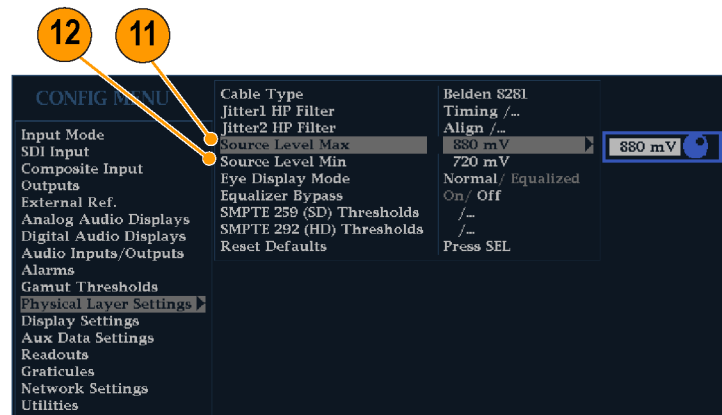 12 11
CONFIG MENU
Input Mode
SDI Input
Composite Input
Outputs
External Ref.
Analog Audio Displays
Digital Audio Displays
Audio Inputs/Outputs
Alarms
Gamut Thresholds
Physical Layer Settings
Display Settings
Aux Data Settings
Readouts
Graticules
Network Settings
Utilities
Cable Type Belden 8281
Jitter1 HP Filter Timing /...
Jitter2 HP Filter Align /...
Source Level Max 880 mV 880 mV
Source Level Min 720 mV
Eye Display Mode Normal/ Equalized
Equalizer Bypass On/ Off
SMPTE 259 (SD) Thresholds /...
SMPTE 292 (HD) Thresholds /...
Reset Defaults Press SEL